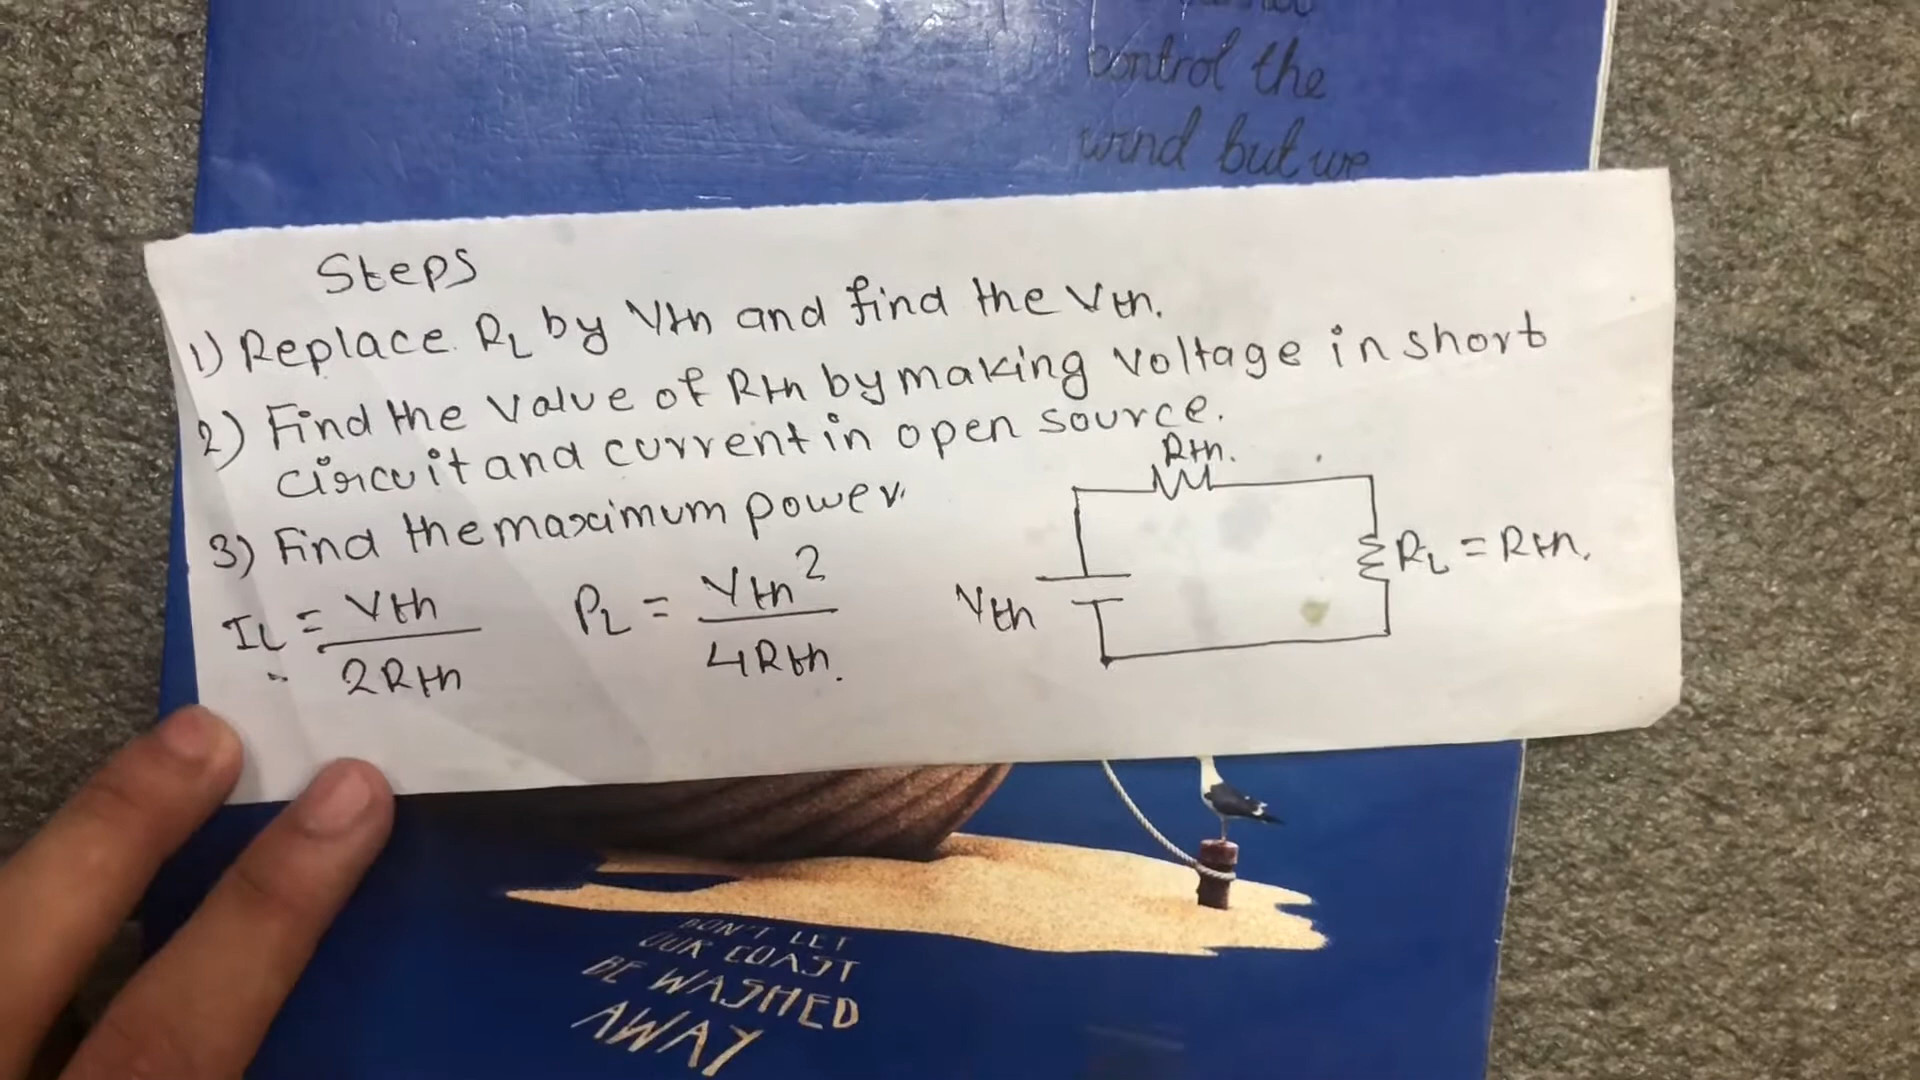 control the
wind but we
Steps
1) Replace RL by Vth and find the Vth.
2) Find the value of Rth by making voltage in short
circuit and current in open source.
3) Find the maximum power.
IL = Vth / 2Rth
PL = Vth² / 4Rth.
Rth.
Vth
RL = Rth.
DON'T LET
OUR COAST
BE WASHED
AWAY